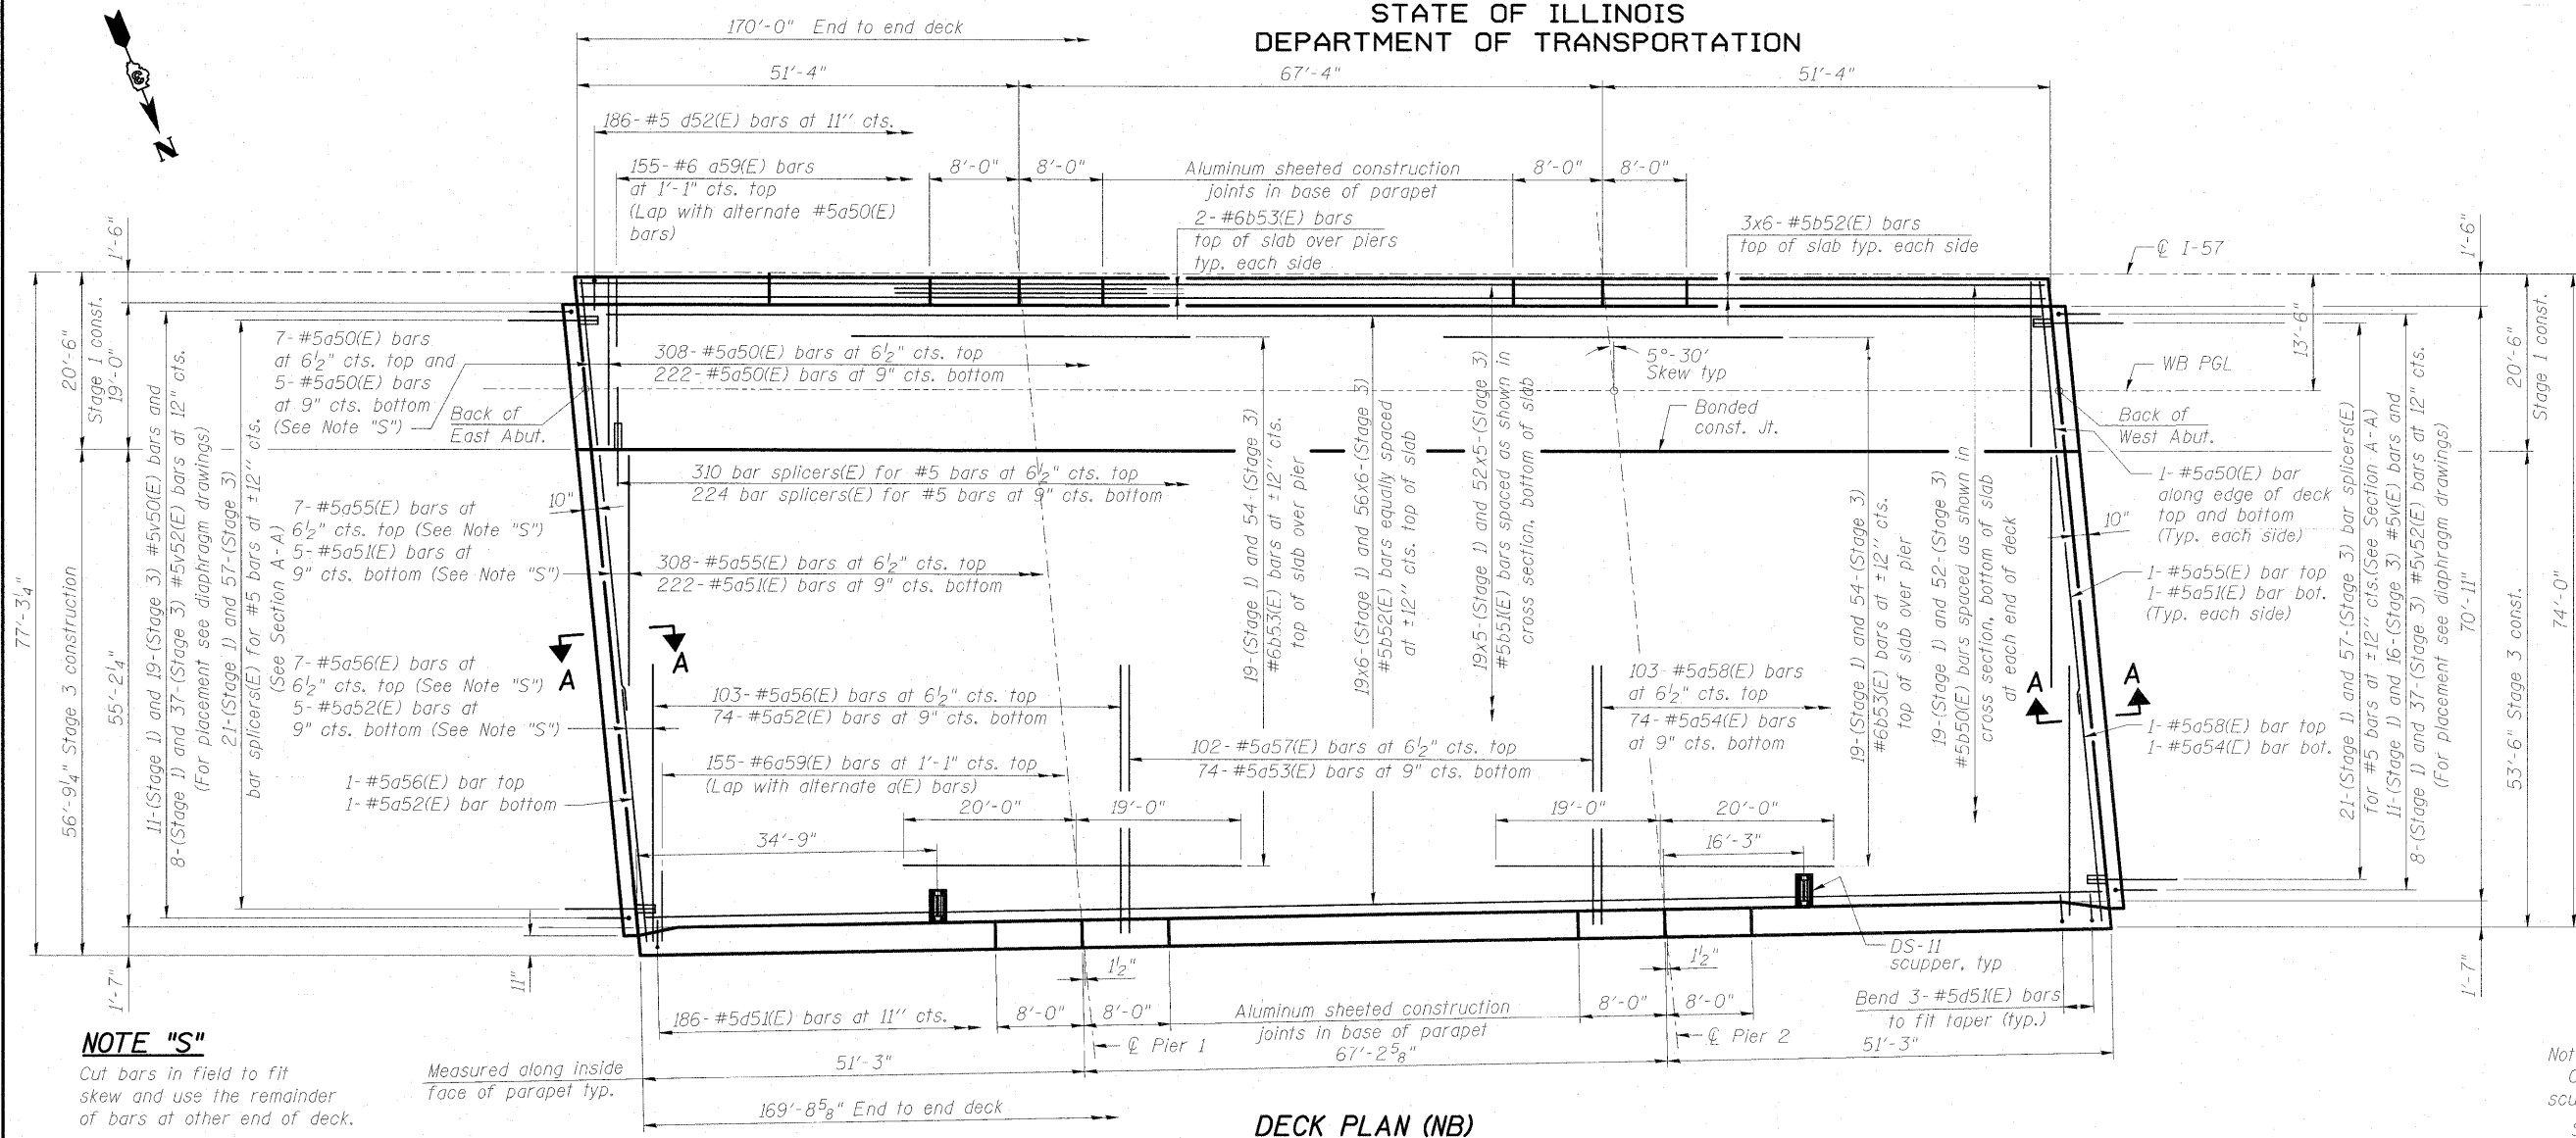 STATE OF ILLINOIS
DEPARTMENT OF TRANSPORTATION
170'-0" End to end deck
51'-4"
67'-4"
51'-4"
N
186-#5 d52(E) bars at 11" cts.
155-#6 a59(E) bars
at 1'-1" cts. top
(Lap with alternate #5a50(E)
bars)
8'-0"
8'-0"
Aluminum sheeted construction
joints in base of parapet
8'-0"
8'-0"
2-#6b53(E) bars
top of slab over piers
typ. each side
3x6-#5b52(E) bars
top of slab typ. each side
℄ I-57
1'-6"
1'-6"
77'-3¼"
20'-6"
Stage 1 const.
19'-0"
56'-9¼" Stage 3 construction
55'-2¼"
1'-7"
11"
11-(Stage 1) and 19-(Stage 3) #5v50(E) bars and
8-(Stage 1) and 37-(Stage 3) #5v52(E) bars at 12" cts.
(For placement see diaphragm drawings)
21-(Stage 1) and 57-(Stage 3)
bar splicers(E) for #5 bars at ±12" cts.
(See Section A-A)
7-#5a50(E) bars
at 6½" cts. top and
5-#5a50(E) bars
at 9" cts. bottom
(See Note "S")
Back of
East Abut.
308-#5a50(E) bars at 6½" cts. top
222-#5a50(E) bars at 9" cts. bottom
310 bar splicers(E) for #5 bars at 6½" cts. top
224 bar splicers(E) for #5 bars at 9" cts. bottom
10"
7-#5a55(E) bars at
6½" cts. top (See Note "S")
5-#5a51(E) bars at
9" cts. bottom (See Note "S")
308-#5a55(E) bars at 6½" cts. top
222-#5a51(E) bars at 9" cts. bottom
A
A
7-#5a56(E) bars at
6½" cts. top (See Note "S")
5-#5a52(E) bars at
9" cts. bottom (See Note "S")
103-#5a56(E) bars at 6½" cts. top
74-#5a52(E) bars at 9" cts. bottom
1-#5a56(E) bar top
1-#5a52(E) bar bottom
155-#6a59(E) bars at 1'-1" cts. top
(Lap with alternate a(E) bars)
20'-0"
19'-0"
34'-9"
19-(Stage 1) and 54-(Stage 3)
#6b53(E) bars at ±12" cts.
top of slab over pier
19x6-(Stage 1) and 56x6-(Stage 3)
#5b52(E) bars equally spaced
at ±12" cts. top of slab
19x5-(Stage 1) and 52x5-(Stage 3)
#5b51(E) bars spaced as shown in
cross section, bottom of slab
5°-30'
Skew typ
Bonded
const. Jt.
102-#5a57(E) bars at 6½" cts. top
74-#5a53(E) bars at 9" cts. bottom
103-#5a58(E) bars
at 6½" cts. top
74-#5a54(E) bars
at 9" cts. bottom
19'-0"
20'-0"
16'-3"
19-(Stage 1) and 54-(Stage 3)
#6b53(E) bars at ±12" cts.
top of slab over pier
19-(Stage 1) and 52-(Stage 3)
#5b50(E) bars spaced as shown in
cross section, bottom of slab
at each end of deck
13'-6"
WB PGL
Back of
West Abut.
1-#5a50(E) bar
along edge of deck
top and bottom
(Typ. each side)
10"
1-#5a55(E) bar top
1-#5a51(E) bar bot.
(Typ. each side)
A
A
1-#5a58(E) bar top
1-#5a54(E) bar bot.
21-(Stage 1) and 57-(Stage 3) bar splicers(E)
for #5 bars at ±12" cts.(See Section A-A)
11-(Stage 1) and 16-(Stage 3) #5v(E) bars and
8-(Stage 1) and 37-(Stage 3) #5v52(E) bars at 12" cts.
(For placement see diaphragm drawings)
70'-11"
20'-6"
Stage 1 const.
53'-6" Stage 3 const.
74'-0"
1'-7"
DS-11
scupper, typ
1½"
1½"
186-#5d51(E) bars at 11" cts.
8'-0"
8'-0"
Aluminum sheeted construction
joints in base of parapet
8'-0"
8'-0"
Bend 3-#5d51(E) bars
to fit taper (typ.)
℄ Pier 1
℄ Pier 2
51'-3"
67'-2⅝"
51'-3"
Measured along inside
face of parapet typ.
169'-8⅝" End to end deck
NOTE "S"
Cut bars in field to fit
skew and use the remainder
of bars at other end of deck.
DECK PLAN (NB)